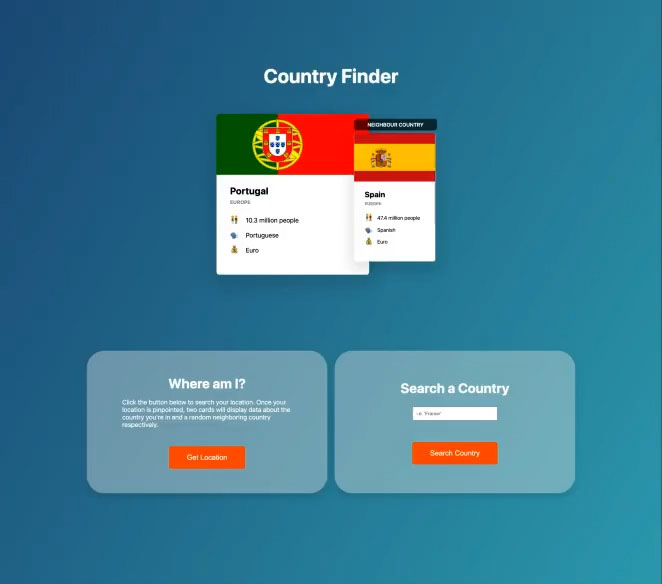 Country Finder
NEIGHBOUR COUNTRY
Portugal
EUROPE
10.3 million people
Portuguese
Euro
Spain
EUROPE
47.4 million people
Spanish
Euro
Where am I?
Click the button below to search your location. Once your
location is pinpointed, two cards will display data about the
country you're in and a random neighboring country
respectively.
Get Location
Search a Country
i.e. 'France'
Search Country